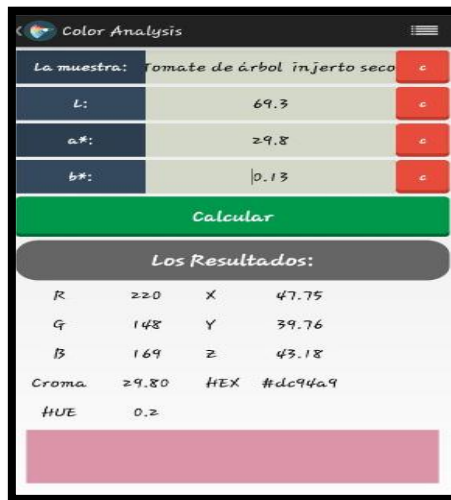 Color Analysis
La muestra: Tomate de árbol injerto seco c
L: 69.3 c
a*: 29.8 c
b*: 0.13 c
Calcular
Los Resultados:
R 220 X 47.75
G 148 Y 39.76
B 169 Z 43.18
Croma 29.80 HEX #dc94a9
HUE 0.2